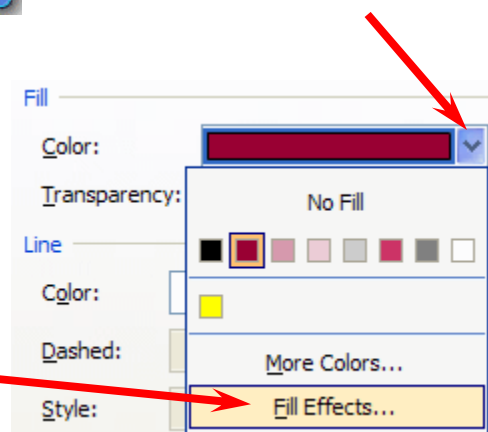 Fill
Color:
Transparency:
No Fill
Line
Color:
Dashed:
More Colors...
Style:
Fill Effects...